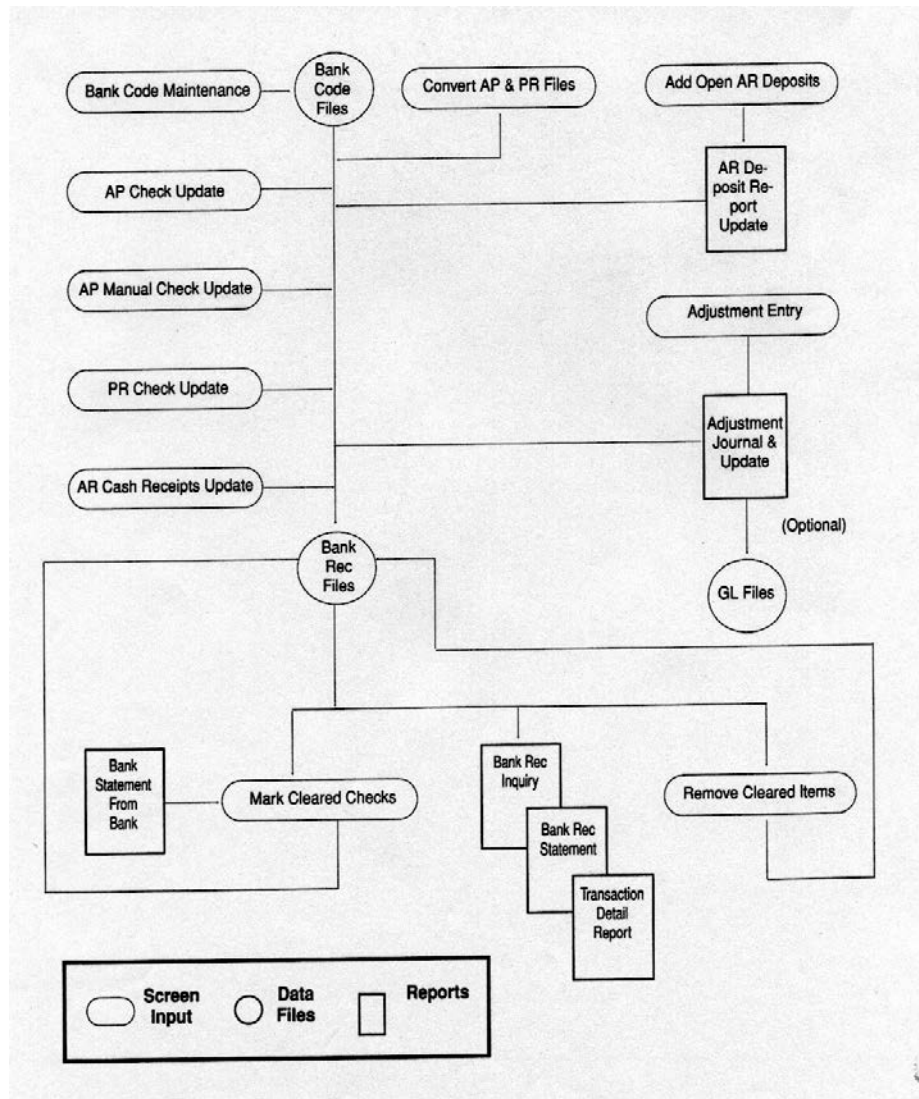 Bank Code Maintenance
Bank
Code
Files
Convert AP & PR Files
Add Open AR Deposits
AP Check Update
AR De-
posit Re-
port
Update
AP Manual Check Update
Adjustment Entry
PR Check Update
Adjustment
Journal &
Update
AR Cash Receipts Update
(Optional)
Bank
Rec
Files
GL Files
Bank
Statement
From
Bank
Mark Cleared Checks
Bank Rec
Inquiry
Bank Rec
Statement
Transaction
Detail
Report
Remove Cleared Items
Screen
Input
Data
Files
Reports